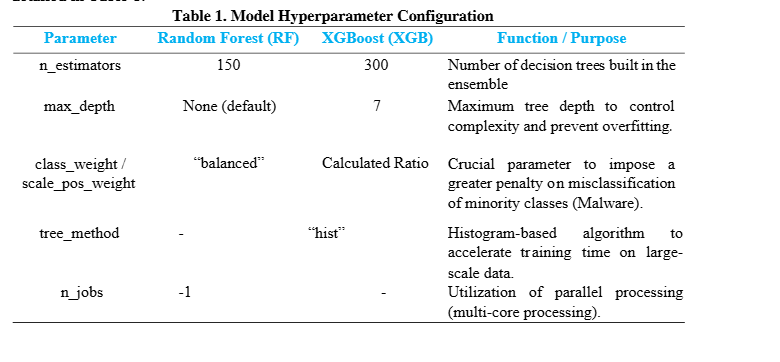 Table 1. Model Hyperparameter Configuration
Parameter Random Forest (RF) XGBoost (XGB) Function / Purpose
n_estimators 150 300 Number of decision trees built in the
ensemble
max_depth None (default) 7 Maximum tree depth to control
complexity and prevent overfitting.
class_weight / "balanced" Calculated Ratio Crucial parameter to impose a
scale_pos_weight greater penalty on misclassification
of minority classes (Malware).
tree_method - "hist" Histogram-based algorithm to
accelerate training time on large-
scale data.
n_jobs -1 - Utilization of parallel processing
(multi-core processing).